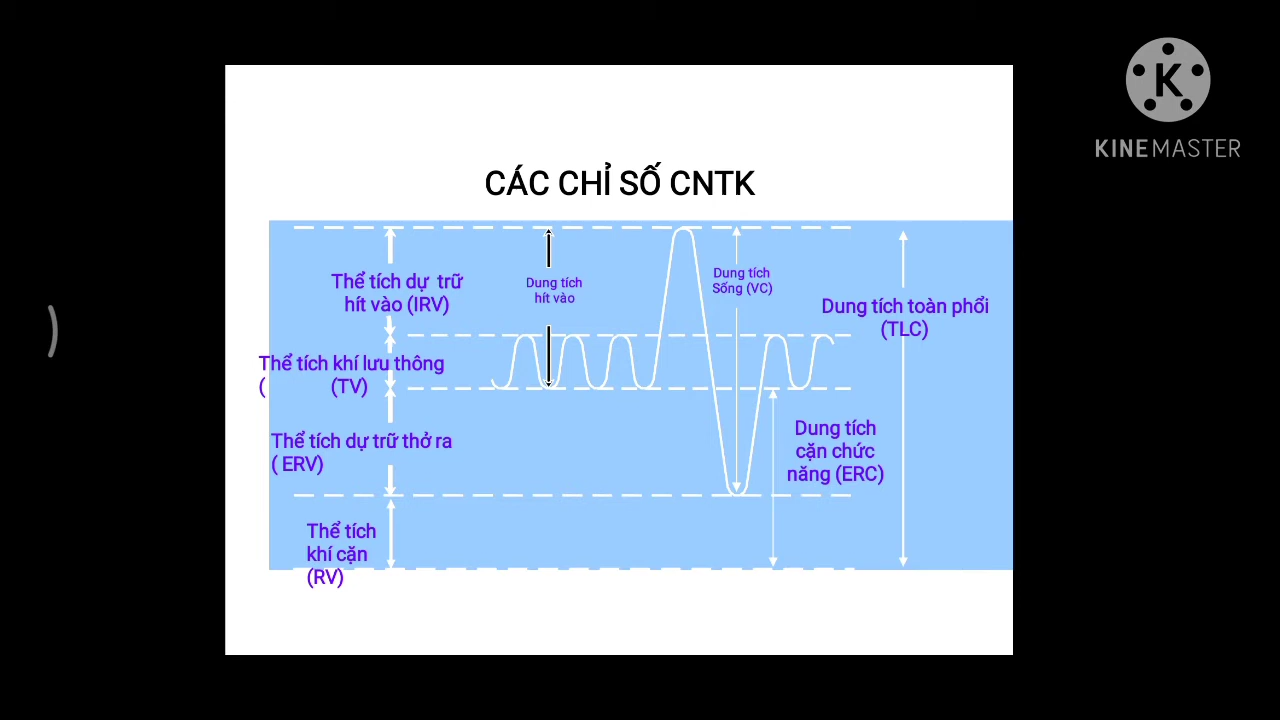 KINEMASTER
CÁC CHỈ SỐ CNTK
Thể tích dự trữ
hít vào (IRV)
Dung tích
hít vào
Dung tích
Sống (VC)
Dung tích toàn phổi
(TLC)
Thể tích khí lưu thông
( (TV)
Thể tích dự trữ thở ra
( ERV)
Dung tích
cặn chức
năng (ERC)
Thể tích
khí cặn
(RV)